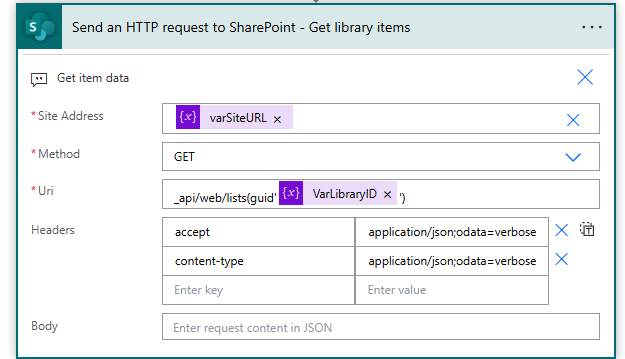 Send an HTTP request to SharePoint - Get library items ...
Get item data
* Site Address {x} varSiteURL ×
* Method GET
* Uri _api/web/lists(guid' {x} VarLibraryID × ')
Headers accept application/json;odata=verbose
content-type application/json;odata=verbose
Enter key Enter value
Body Enter request content in JSON